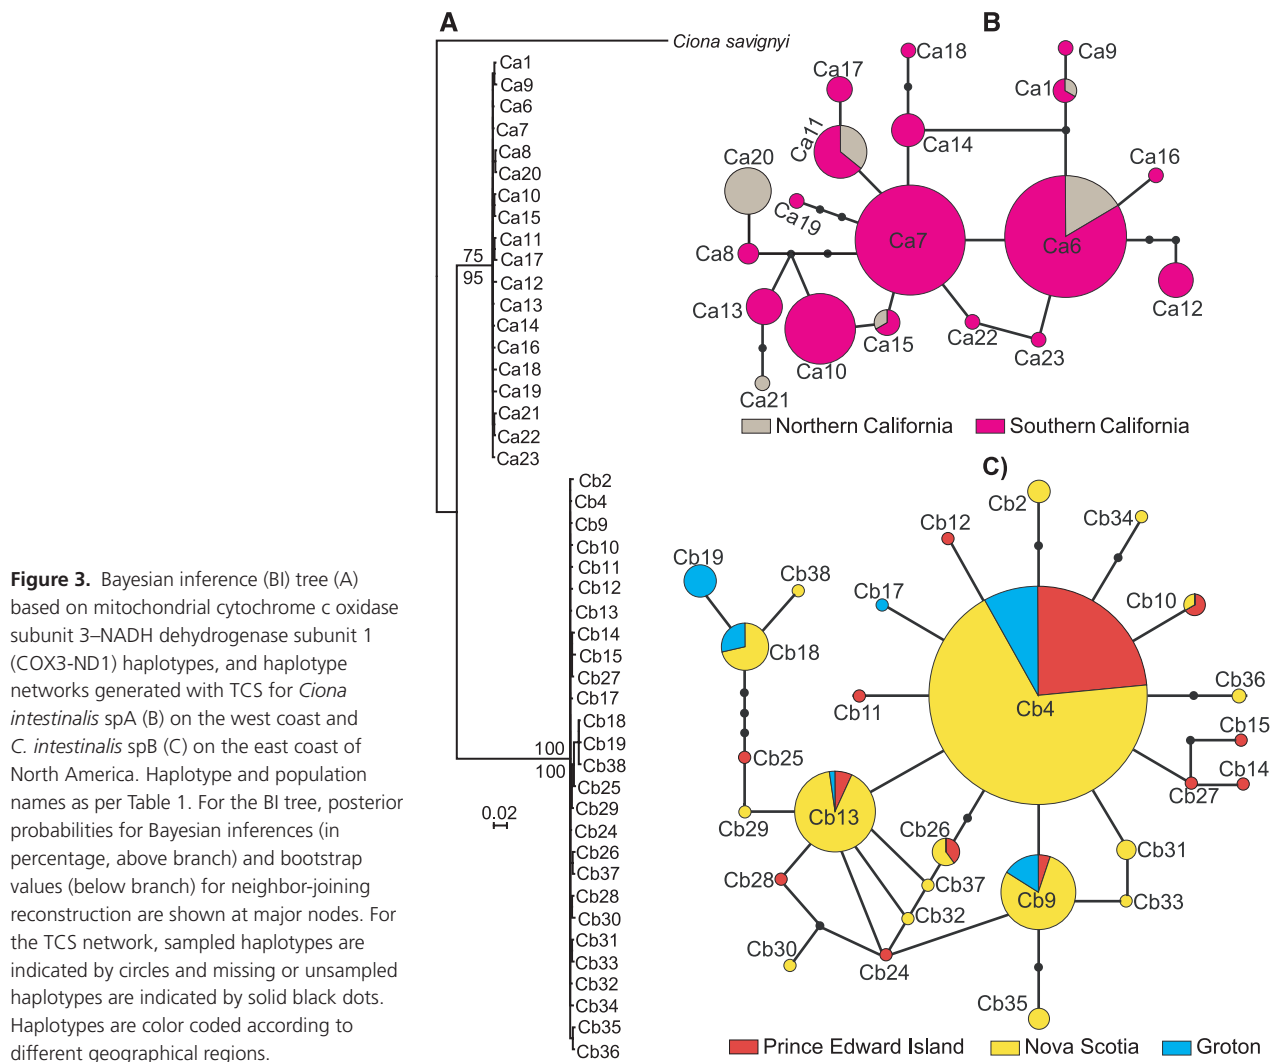 Figure 3. Bayesian inference (BI) tree (A)
based on mitochondrial cytochrome c oxidase
subunit 3–NADH dehydrogenase subunit 1
(COX3-ND1) haplotypes, and haplotype
networks generated with TCS for Ciona
intestinalis spA (B) on the west coast and
C. intestinalis spB (C) on the east coast of
North America. Haplotype and population
names as per Table 1. For the BI tree, posterior
probabilities for Bayesian inferences (in
percentage, above branch) and bootstrap
values (below branch) for neighbor-joining
reconstruction are shown at major nodes. For
the TCS network, sampled haplotypes are
indicated by circles and missing or unsampled
haplotypes are indicated by solid black dots.
Haplotypes are color coded according to
different geographical regions.
A
Ciona savignyi
Ca1
Ca9
Ca6
Ca7
Ca8
Ca20
Ca10
Ca15
Ca11
Ca17
Ca12
Ca13
Ca14
Ca16
Ca18
Ca19
Ca21
Ca22
Ca23
75
95
Cb2
Cb4
Cb9
Cb10
Cb11
Cb12
Cb13
Cb14
Cb15
Cb27
Cb17
Cb18
Cb19
Cb38
Cb25
Cb29
Cb24
Cb26
Cb37
Cb28
Cb30
Cb31
Cb33
Cb32
Cb34
Cb35
Cb36
100
100
0.02
B
Ca18
Ca9
Ca17
Ca1
Ca11
Ca14
Ca20
Ca16
Ca19
Ca7
Ca6
Ca8
Ca13
Ca12
Ca15
Ca22
Ca23
Ca10
Ca21
Northern California
Southern California
C)
Cb2
Cb34
Cb12
Cb19
Cb38
Cb17
Cb10
Cb18
Cb36
Cb4
Cb11
Cb15
Cb25
Cb14
Cb27
Cb29
Cb13
Cb26
Cb31
Cb28
Cb37
Cb9
Cb33
Cb32
Cb30
Cb24
Cb35
Prince Edward Island
Nova Scotia
Groton